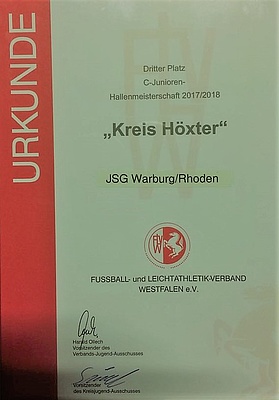 URKUNDE
Dritter Platz
C-Junioren-
Hallenmeisterschaft 2017/2018
„Kreis Höxter“
JSG Warburg/Rhoden
FUSSBALL- und LEICHTATHLETIK-VERBAND
WESTFALEN e.V.
Harald Ollech
Vorsitzender des
Verbands-Jugend-Ausschusses
Vorsitzender
des Kreisjugend-Ausschusses